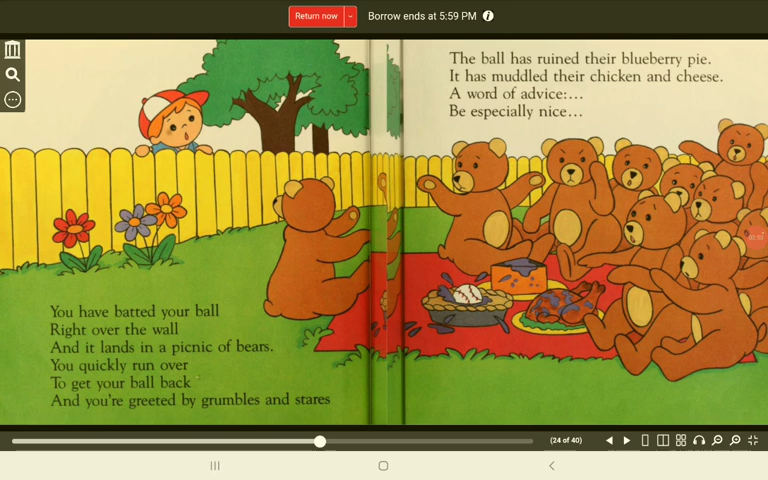 Return now
Borrow ends at 5:59 PM
The ball has ruined their blueberry pie.
It has muddled their chicken and cheese.
A word of advice:...
Be especially nice...
You have batted your ball
Right over the wall
And it lands in a picnic of bears.
You quickly run over
To get your ball back
And you're greeted by grumbles and stares
(24 of 40)